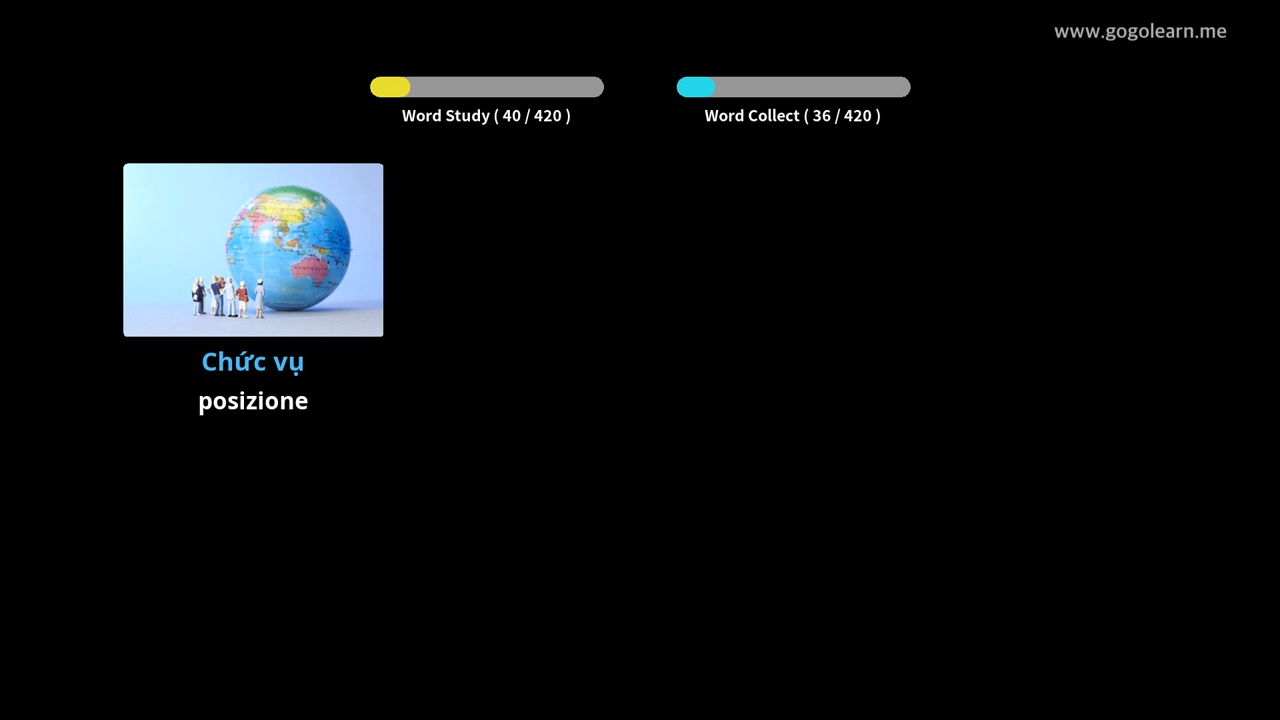 www.gogolearn.me
Word Study ( 40 / 420 )
Word Collect ( 36 / 420 )
Chức vụ
posizione